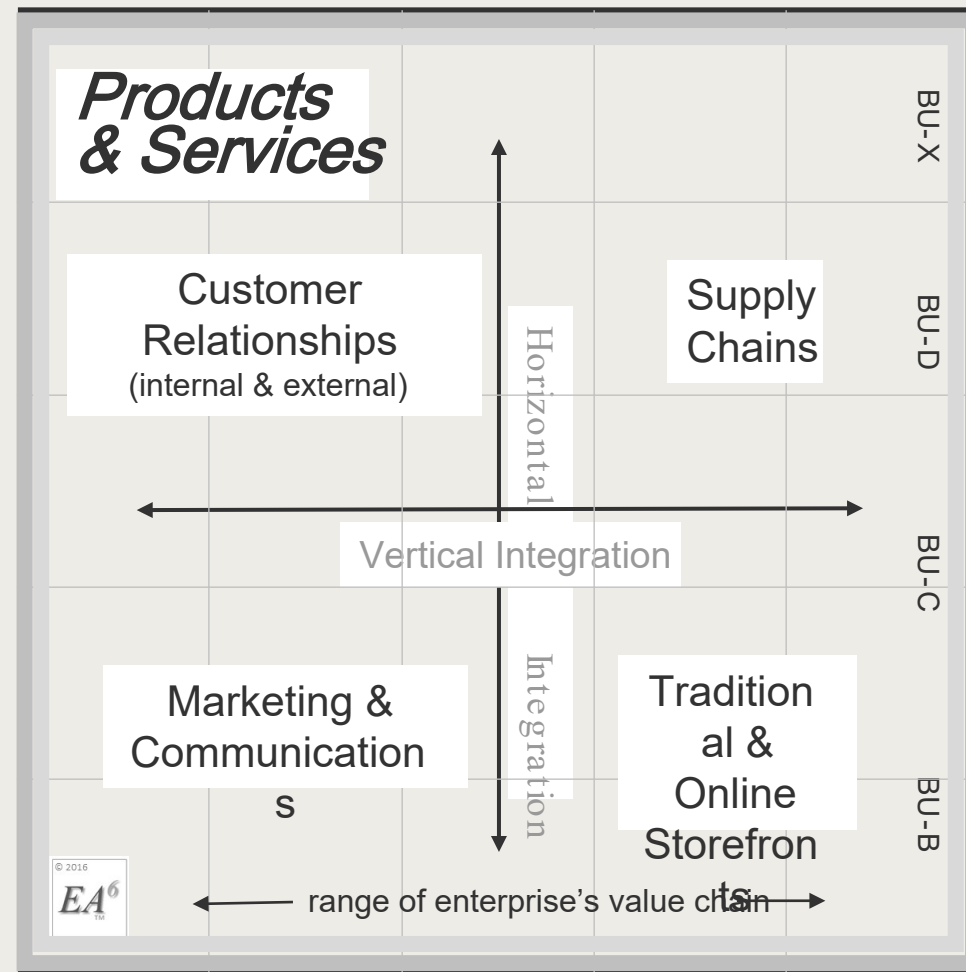 Products
& Services
BU-X
Customer
Relationships
(internal & external)
Supply
Chains
BU-D
Horizontal
Vertical Integration
BU-C
Integration
Marketing &
Communication
s
Tradition
al &
Online
Storefron
ts
BU-B
© 2016
EA6
TM
range of enterprise's value chain